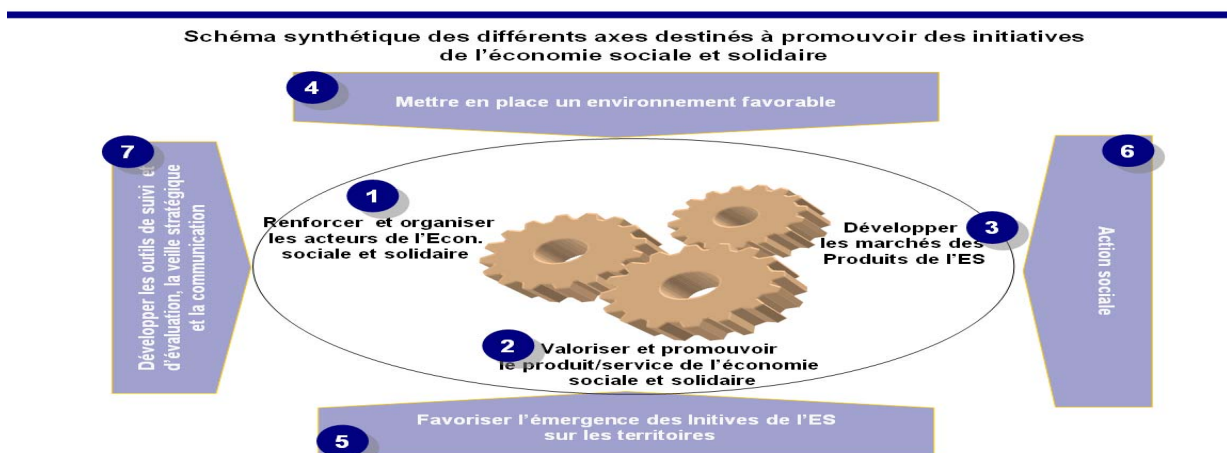 Schéma synthétique des différents axes destinés à promouvoir des initiatives
de l'économie sociale et solidaire
4
Mettre en place un environnement favorable
7
Développer les outils de suivi et
d'évaluation, la veille stratégique
et la communication
1
Renforcer et organiser
les acteurs de l'Econ.
sociale et solidaire
3
Développer
les marchés des
Produits de l'ES
6
Action sociale
2
Valoriser et promouvoir
le produit/service de l'économie
sociale et solidaire
5
Favoriser l'émergence des Initives de l'ES
sur les territoires